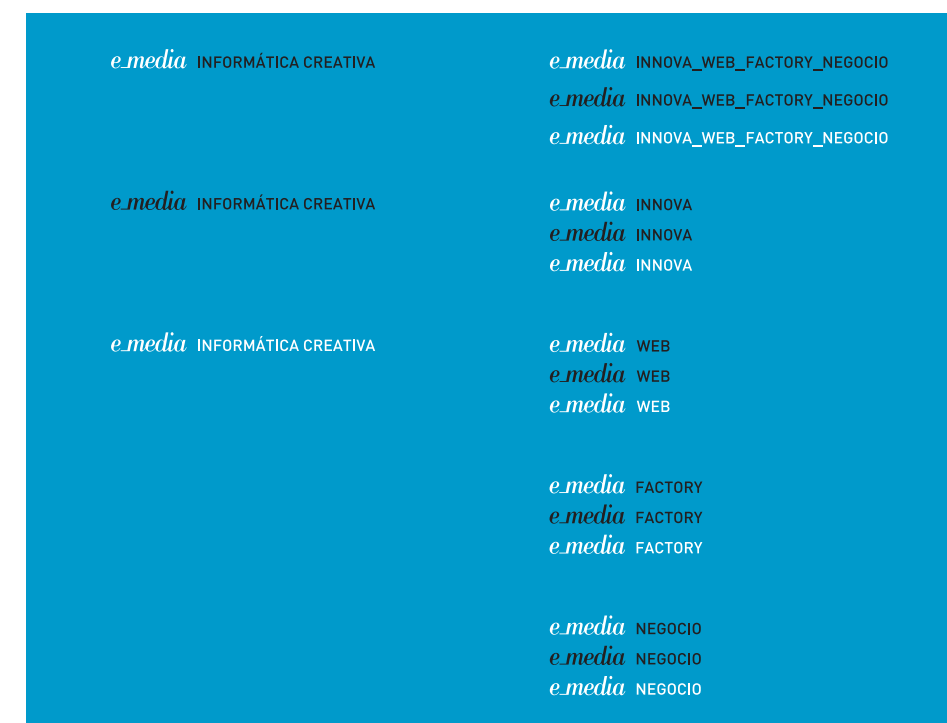 e_media INFORMÁTICA CREATIVA
e_media INFORMÁTICA CREATIVA
e_media INFORMÁTICA CREATIVA
e_media INNOVA_WEB_FACTORY_NEGOCIO
e_media INNOVA_WEB_FACTORY_NEGOCIO
e_media INNOVA_WEB_FACTORY_NEGOCIO
e_media INNOVA
e_media INNOVA
e_media INNOVA
e_media WEB
e_media WEB
e_media WEB
e_media FACTORY
e_media FACTORY
e_media FACTORY
e_media NEGOCIO
e_media NEGOCIO
e_media NEGOCIO